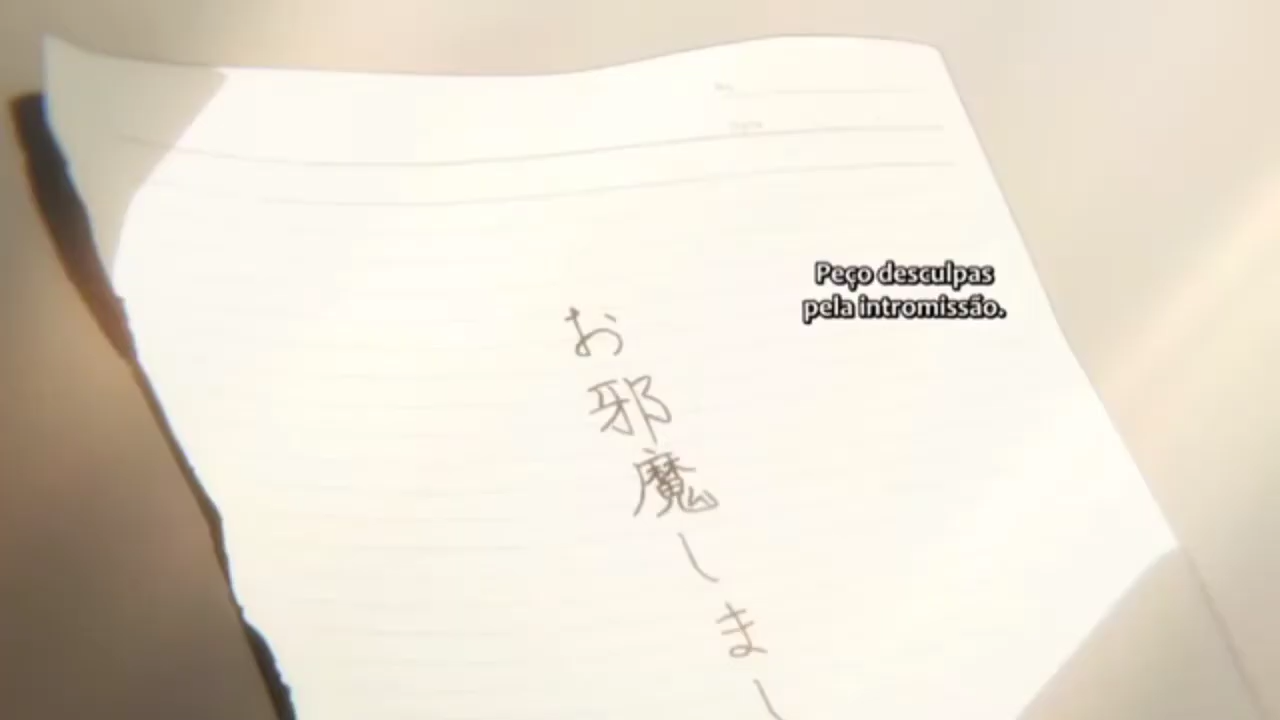 Peço desculpas
pela intromissão.
お邪魔しまし